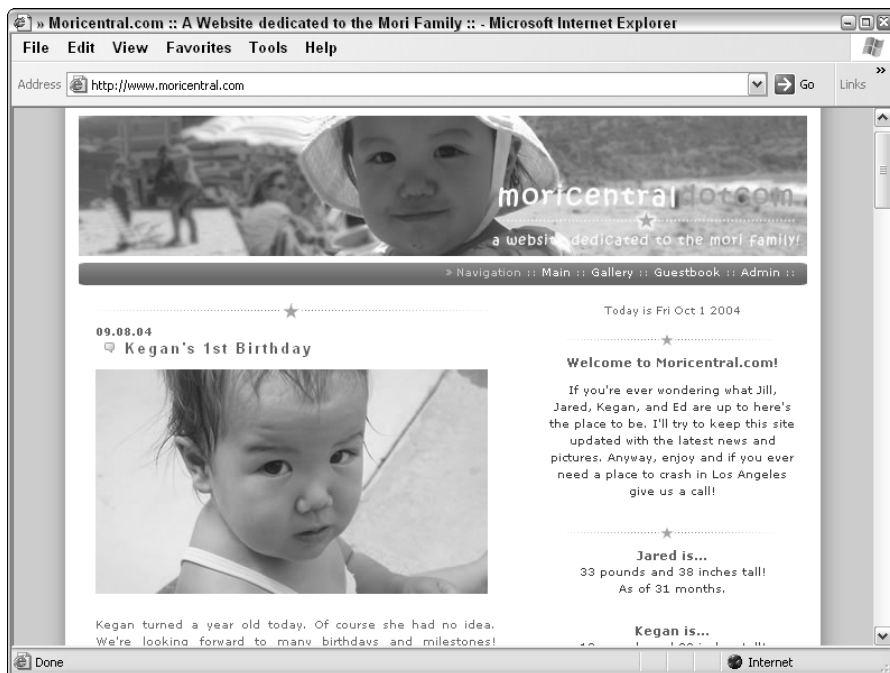 » Moricentral.com :: A Website dedicated to the Mori Family :: - Microsoft Internet Explorer
File Edit View Favorites Tools Help
Address http://www.moricentral.com Go Links »
moricentraldotcom
a website dedicated to the mori family!
» Navigation :: Main :: Gallery :: Guestbook :: Admin ::
09.08.04
Kegan's 1st Birthday
Kegan turned a year old today. Of course she had no idea.
We're looking forward to many birthdays and milestones!
Today is Fri Oct 1 2004
Welcome to Moricentral.com!
If you're ever wondering what Jill,
Jared, Kegan, and Ed are up to here's
the place to be. I'll try to keep this site
updated with the latest news and
pictures. Anyway, enjoy and if you ever
need a place to crash in Los Angeles
give us a call!
Jared is...
33 pounds and 38 inches tall!
As of 31 months.
Kegan is...
Done Internet